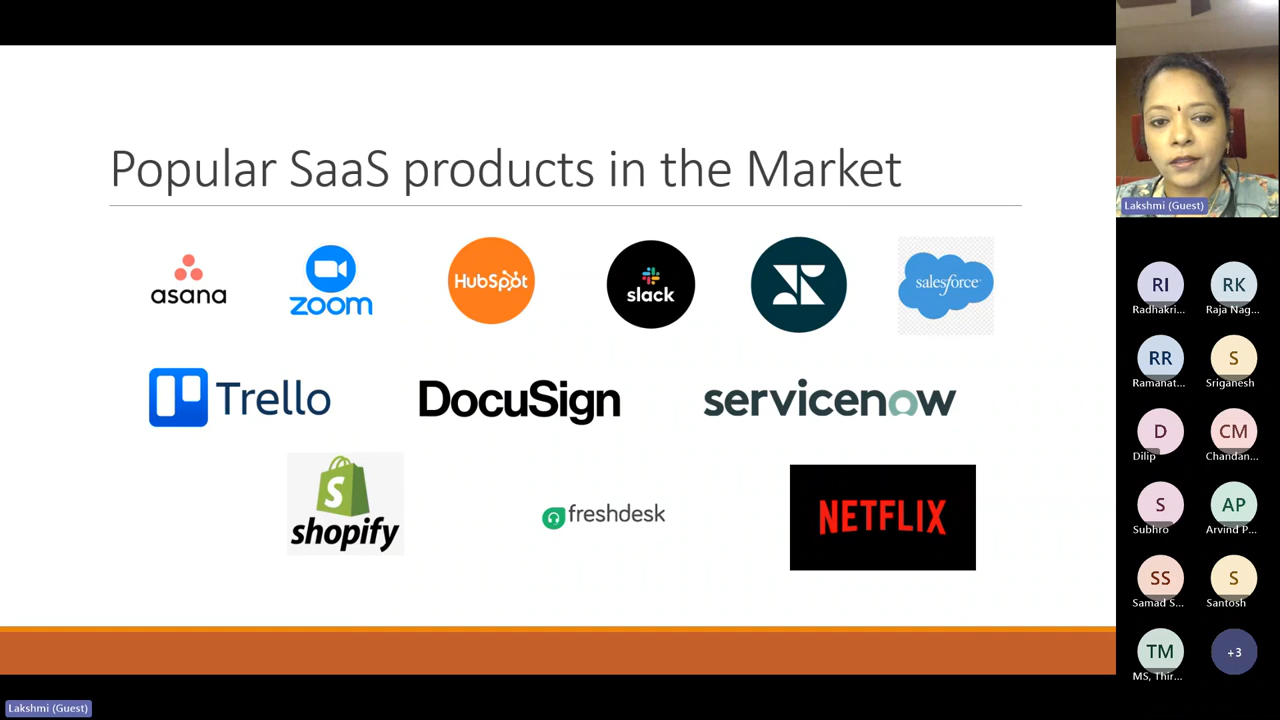 Popular SaaS products in the Market
asana
zoom
HubSpot
slack
salesforce
Trello
DocuSign
servicenow
shopify
freshdesk
NETFLIX
Lakshmi (Guest)
RI
RK
Radhakri...
Raja Nag...
RR
S
Ramanat...
Sriganesh
D
CM
Dilip
Chandan...
S
AP
Subhro
Arvind P...
SS
S
Samad S...
Santosh
TM
+3
MS, Thir...
Lakshmi (Guest)